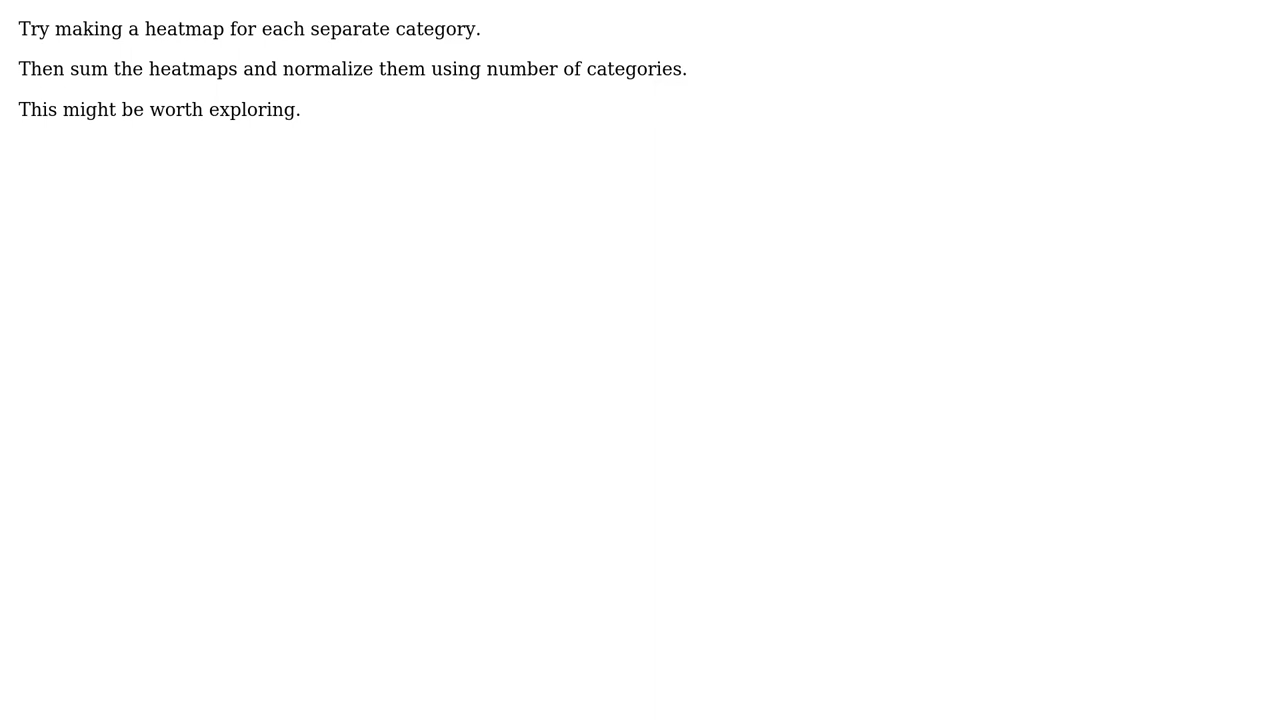 Try making a heatmap for each separate category.
Then sum the heatmaps and normalize them using number of categories.
This might be worth exploring.